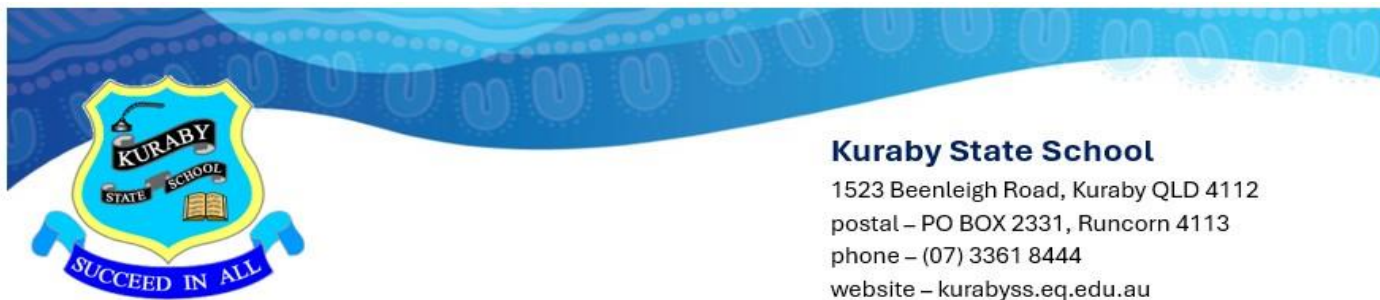 KURABY
STATE SCHOOL
SUCCEED IN ALL
Kuraby State School
1523 Beenleigh Road, Kuraby QLD 4112
postal – PO BOX 2331, Runcorn 4113
phone – (07) 3361 8444
website – kurabyss.eq.edu.au